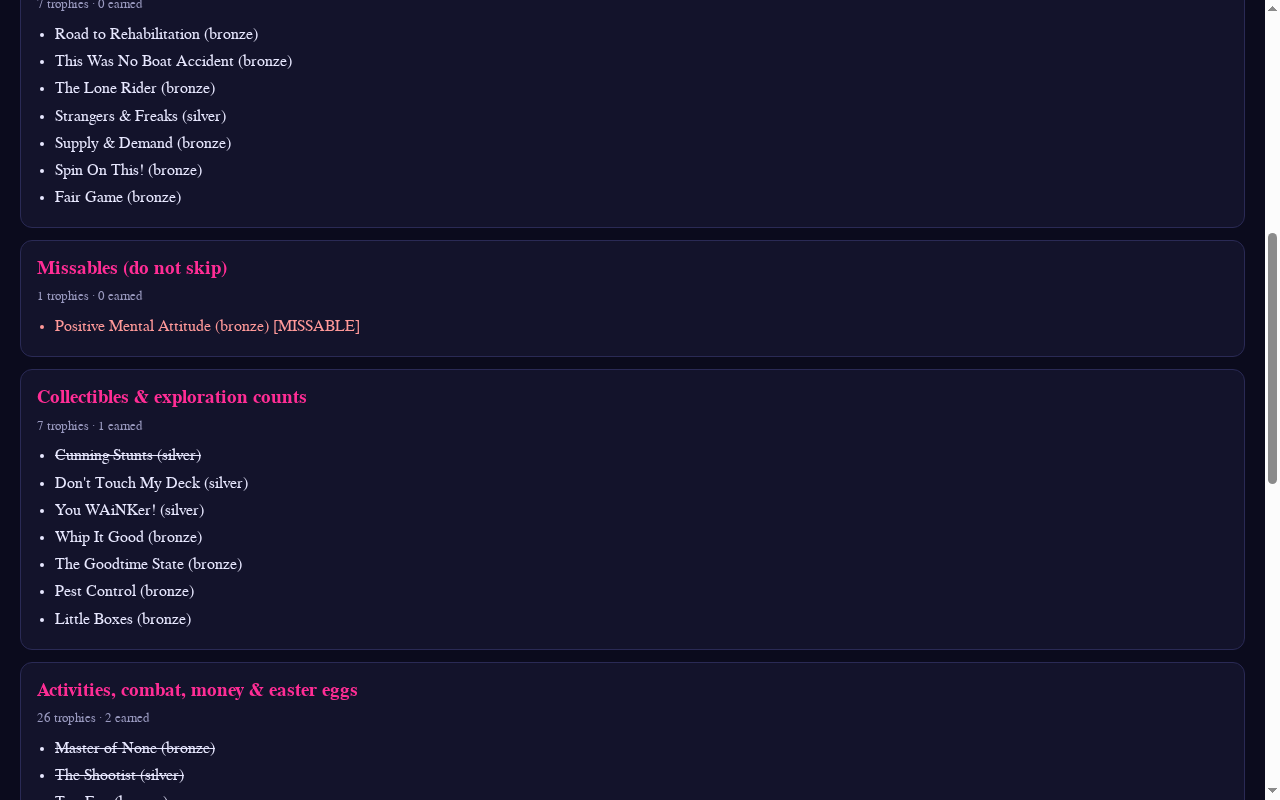 7 trophies · 0 earned
• Road to Rehabilitation (bronze)
• This Was No Boat Accident (bronze)
• The Lone Rider (bronze)
• Strangers & Freaks (silver)
• Supply & Demand (bronze)
• Spin On This! (bronze)
• Fair Game (bronze)
Missables (do not skip)
1 trophies · 0 earned
• Positive Mental Attitude (bronze) [MISSABLE]
Collectibles & exploration counts
7 trophies · 1 earned
• Cunning Stunts (silver)
• Don't Touch My Deck (silver)
• You WAiNKer! (silver)
• Whip It Good (bronze)
• The Goodtime State (bronze)
• Pest Control (bronze)
• Little Boxes (bronze)
Activities, combat, money & easter eggs
26 trophies · 2 earned
• Master of None (bronze)
• The Shootist (silver)